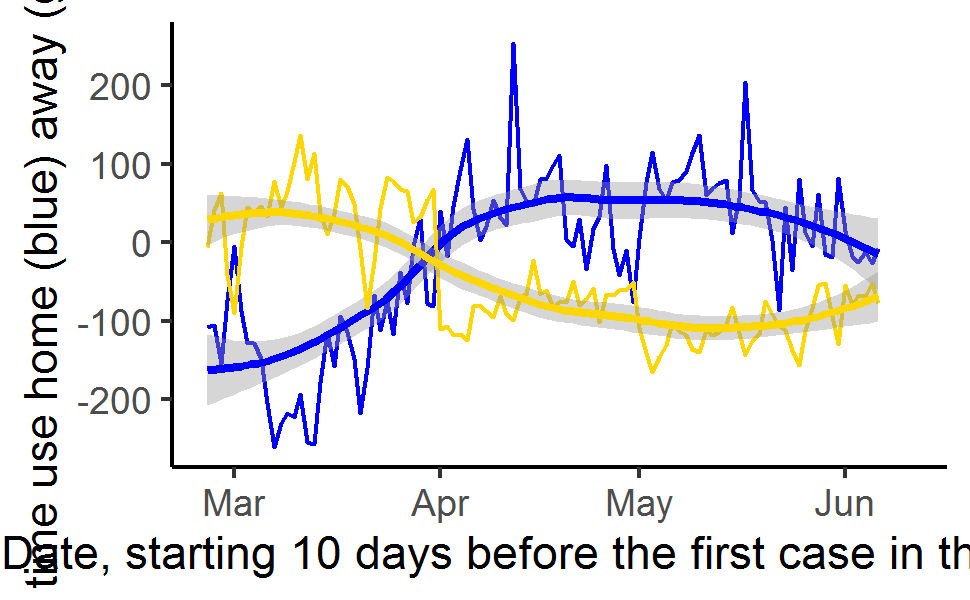 time use home (blue) away (
200
100
0
-100
-200
Mar Apr May Jun
Date, starting 10 days before the first case in th